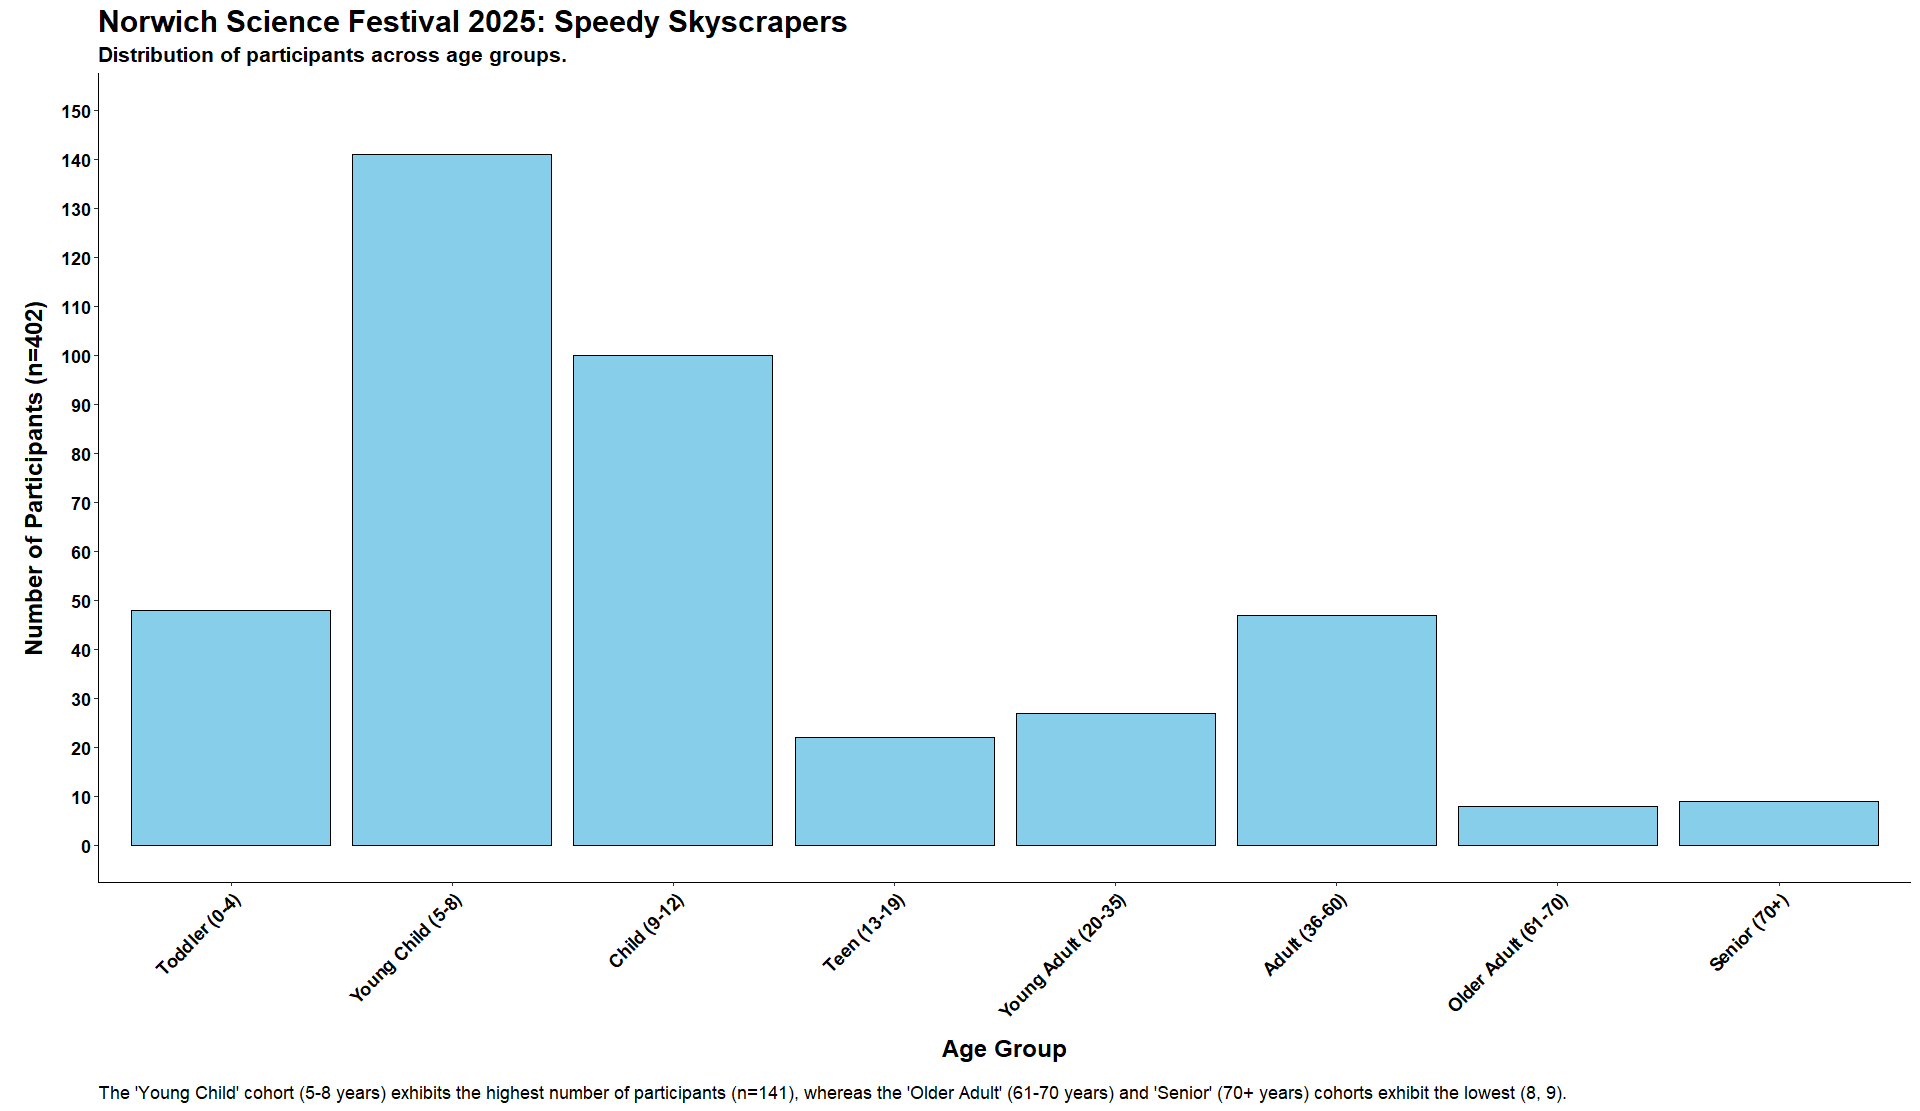 Norwich Science Festival 2025: Speedy Skyscrapers
Distribution of participants across age groups.
Number of Participants (n=402)
150
140
130
120
110
100
90
80
70
60
50
40
30
20
10
0
Toddler (0-4)
Young Child (5-8)
Child (9-12)
Teen (13-19)
Young Adult (20-35)
Adult (36-60)
Older Adult (61-70)
Senior (70+)
Age Group
The 'Young Child' cohort (5-8 years) exhibits the highest number of participants (n=141), whereas the 'Older Adult' (61-70 years) and 'Senior' (70+ years) cohorts exhibit the lowest (8, 9).